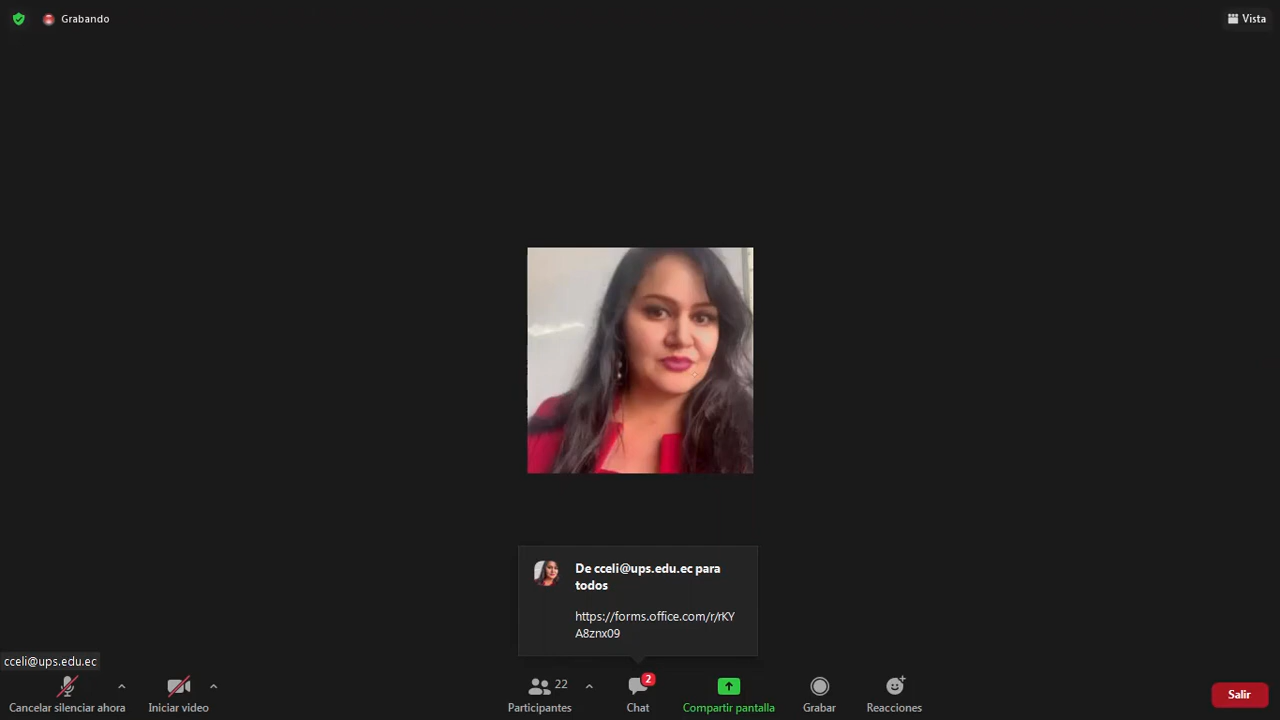 Grabando
Vista
De cceli@ups.edu.ec para
todos
https://forms.office.com/r/rKY
A8znx09
cceli@ups.edu.ec
22
2
Cancelar silenciar ahora
Iniciar video
Participantes
Chat
Compartir pantalla
Grabar
Reacciones
Salir